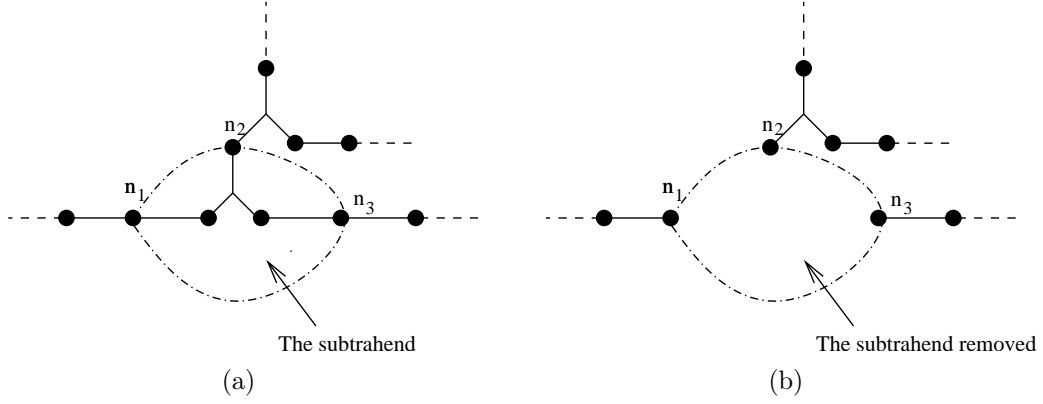 n2
n1
n3
The subtrahend
(a)
n2
n1
n3
The subtrahend removed
(b)